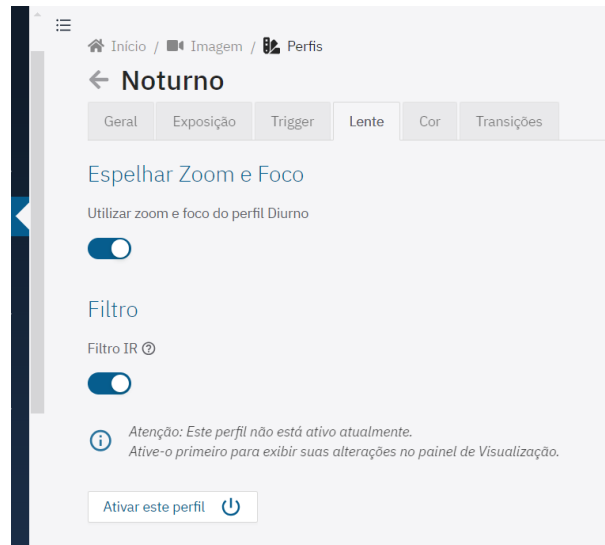 Início / Imagem / Perfis
Noturno
Geral Exposição Trigger Lente Cor Transições
Espelhar Zoom e Foco
Utilizar zoom e foco do perfil Diurno
Filtro
Filtro IR
Atenção: Este perfil não está ativo atualmente.
Ative-o primeiro para exibir suas alterações no painel de Visualização.
Ativar este perfil